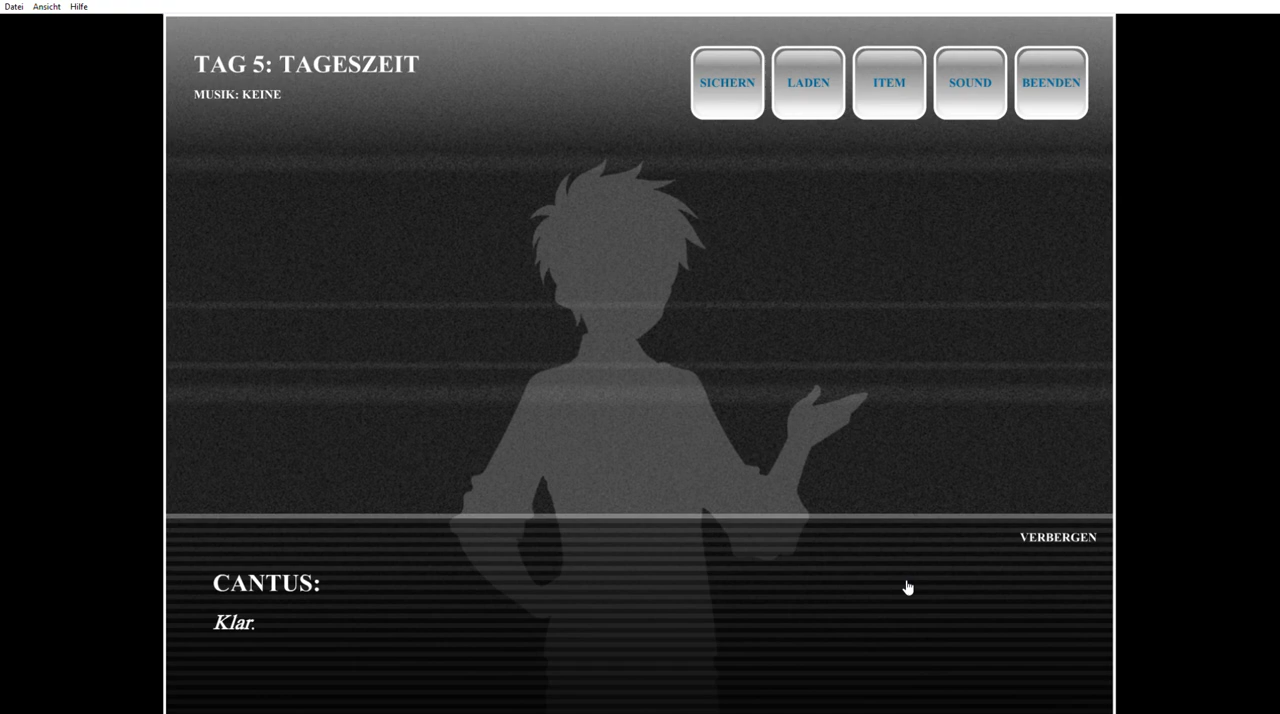 Datei Ansicht Hilfe
TAG 5: TAGESZEIT
MUSIK: KEINE
SICHERN LADEN ITEM SOUND BEENDEN
VERBERGEN
CANTUS:
Klar.